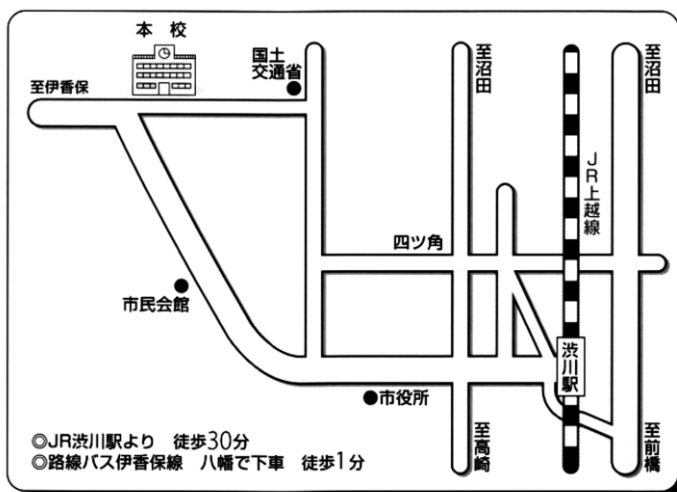 本 校
国土
交通省
至伊香保
至沼田
至沼田
JR上越線
四ツ角
市民会館
渋川駅
市役所
至高崎
至前橋
◎JR渋川駅より 徒歩30分
◎路線バス伊香保線 八幡で下車 徒歩1分